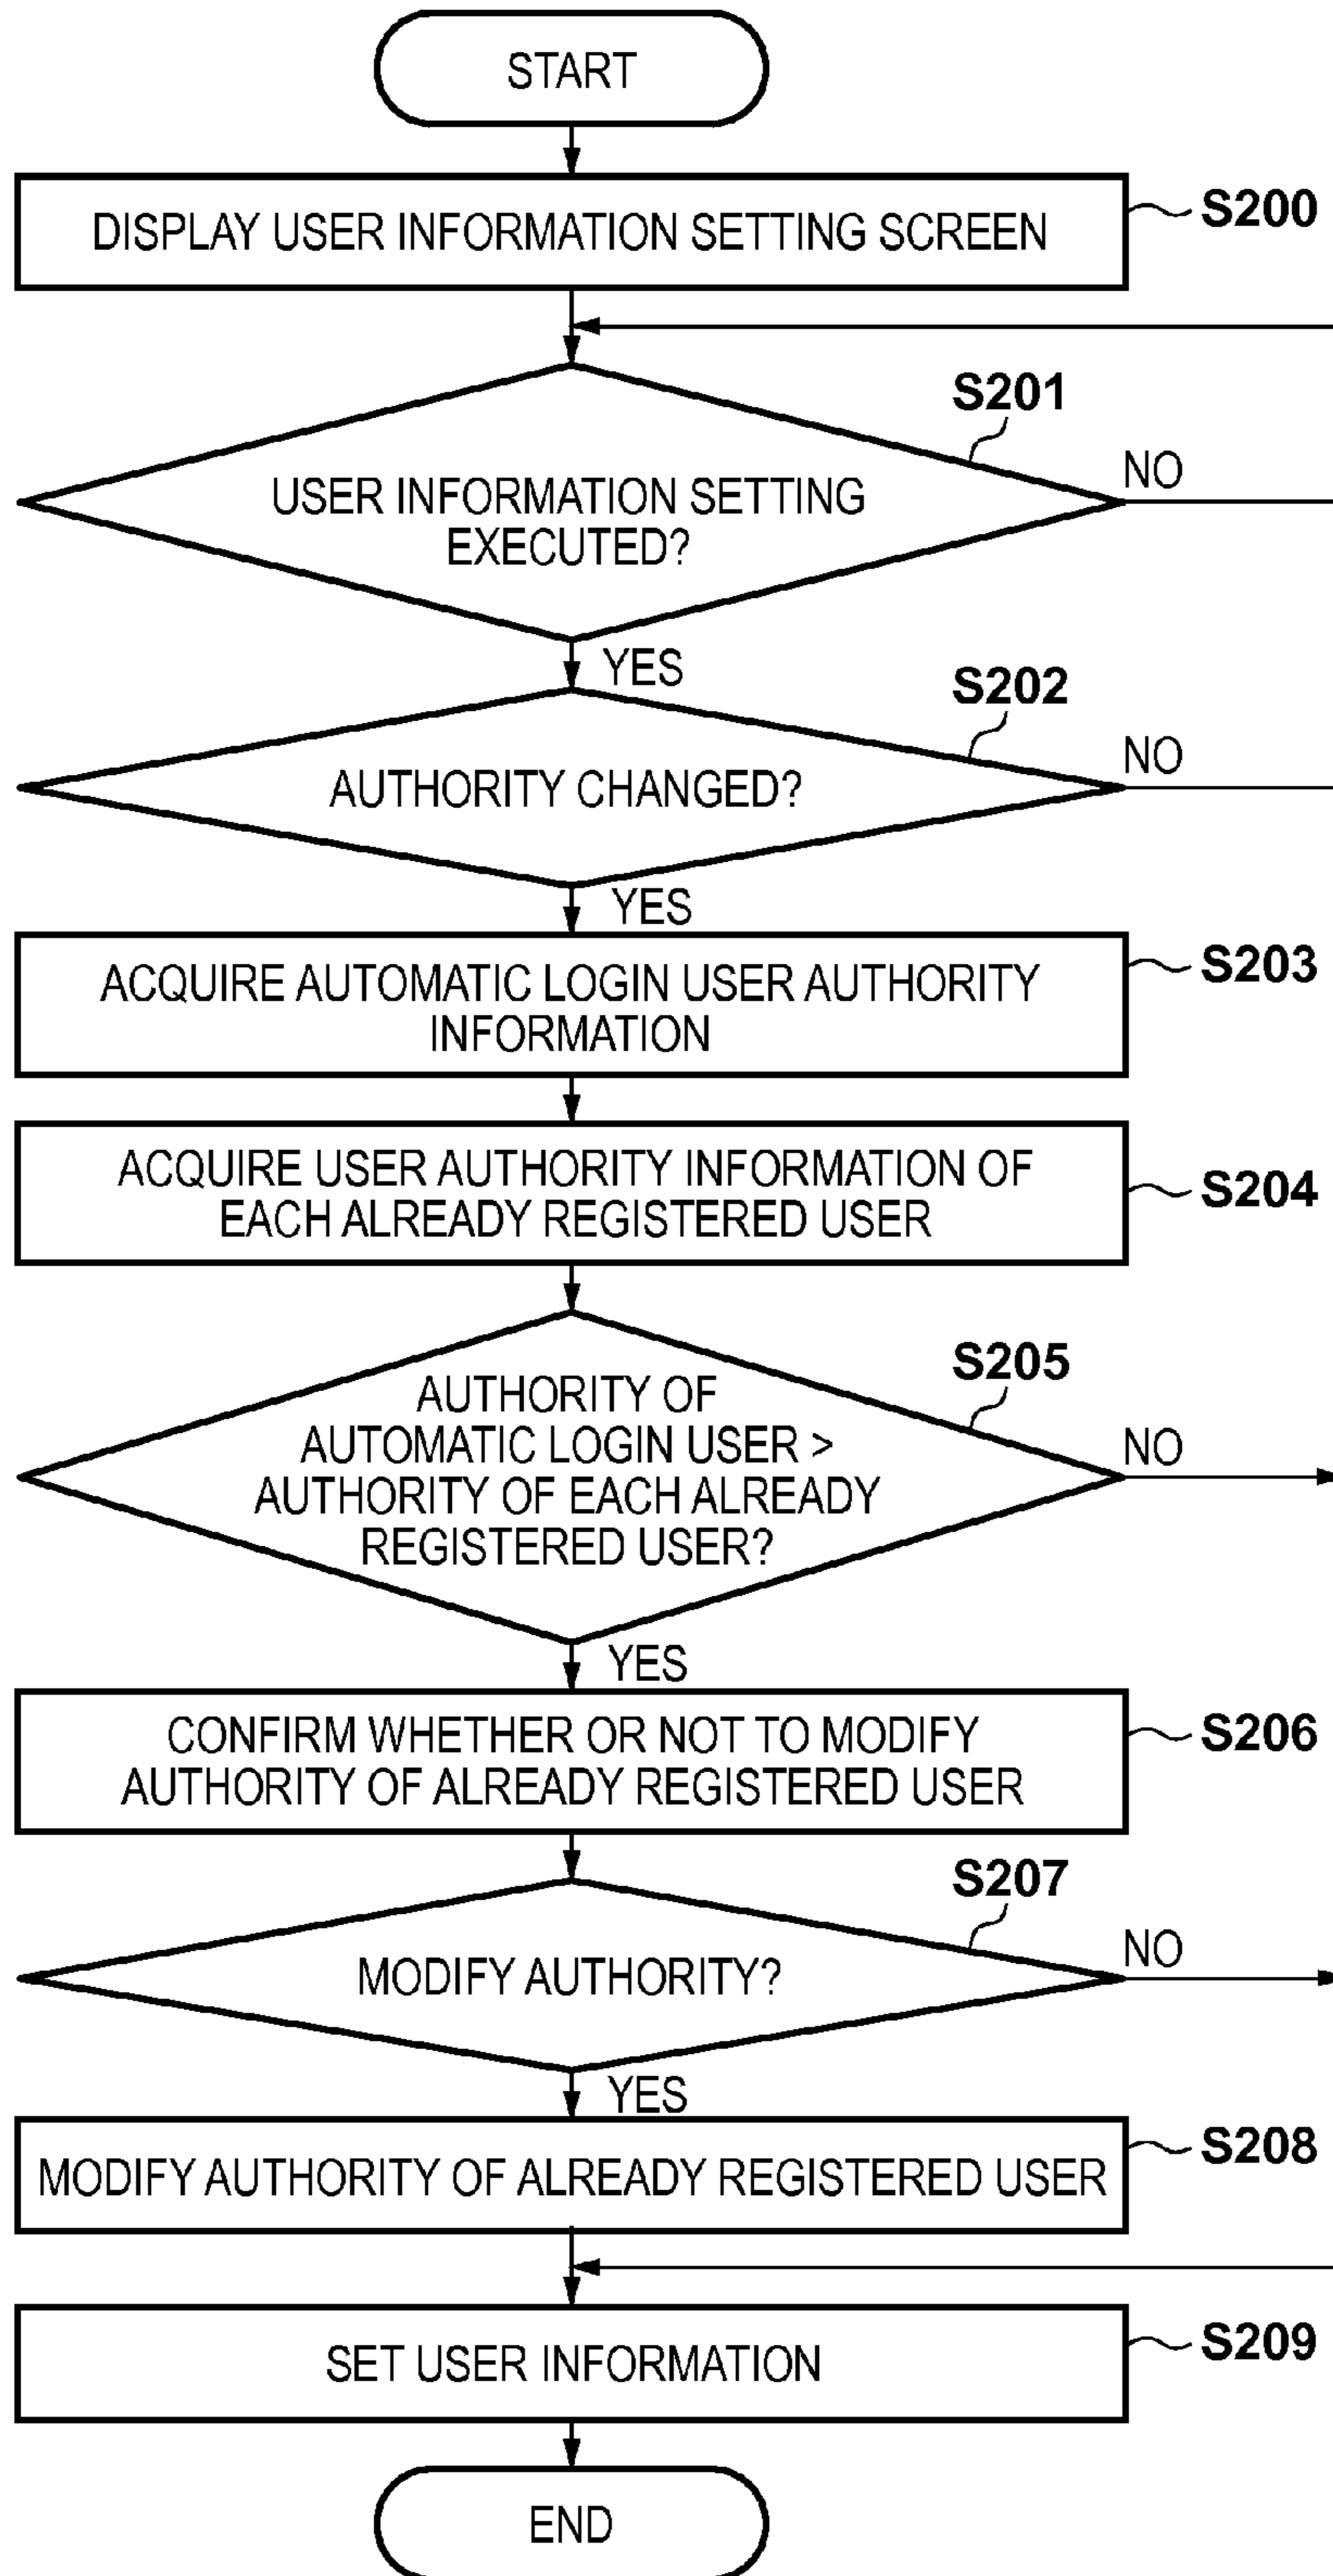 START
DISPLAY USER INFORMATION SETTING SCREEN
S200
S201
USER INFORMATION SETTING
EXECUTED?
NO
YES
S202
AUTHORITY CHANGED?
NO
YES
ACQUIRE AUTOMATIC LOGIN USER AUTHORITY
INFORMATION
S203
ACQUIRE USER AUTHORITY INFORMATION OF
EACH ALREADY REGISTERED USER
S204
S205
AUTHORITY OF
AUTOMATIC LOGIN USER >
AUTHORITY OF EACH ALREADY
REGISTERED USER?
NO
YES
CONFIRM WHETHER OR NOT TO MODIFY
AUTHORITY OF ALREADY REGISTERED USER
S206
S207
MODIFY AUTHORITY?
NO
YES
MODIFY AUTHORITY OF ALREADY REGISTERED USER
S208
SET USER INFORMATION
S209
END